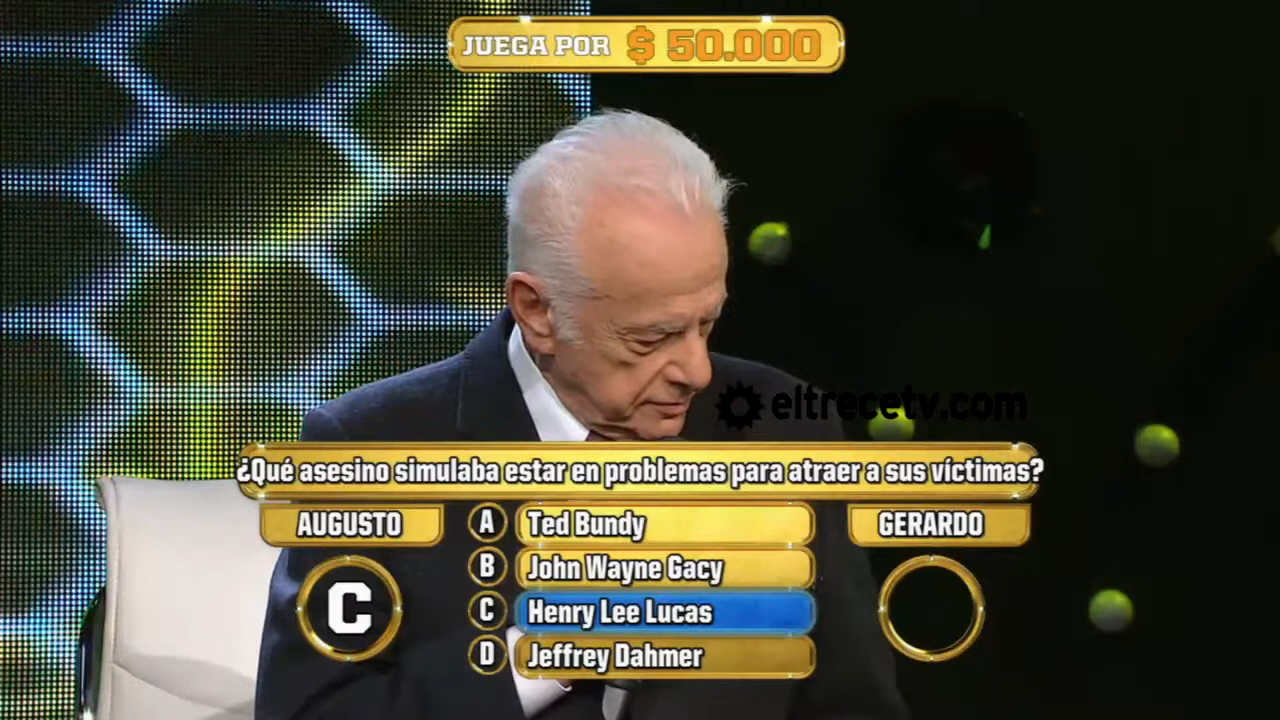 JUEGA POR $ 50.000
eltrecetv.com
¿Qué asesino simulaba estar en problemas para atraer a sus víctimas?
AUGUSTO
C
A Ted Bundy
B John Wayne Gacy
C Henry Lee Lucas
D Jeffrey Dahmer
GERARDO